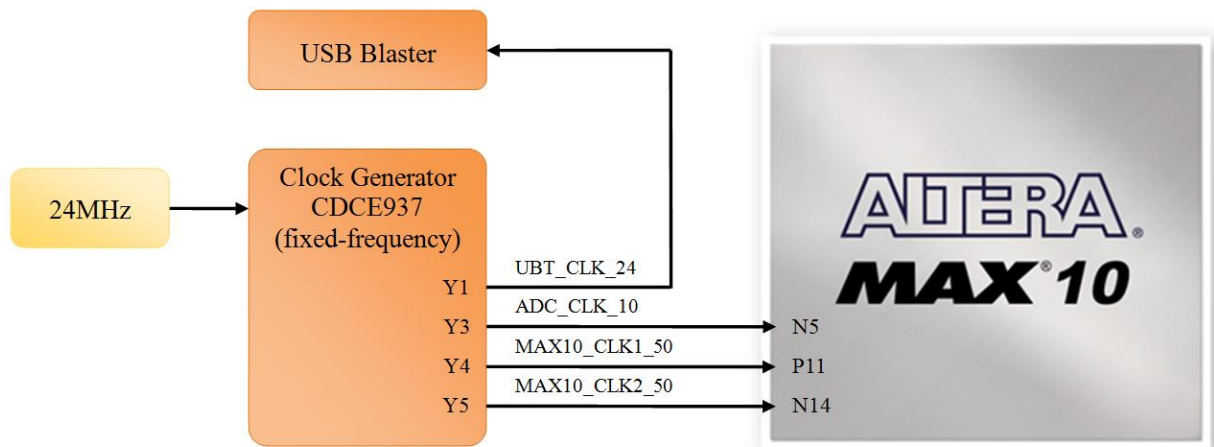 USB Blaster
24MHz
Clock Generator
CDCE937
(fixed-frequency)
Y1
UBT_CLK_24
Y3
ADC_CLK_10
N5
Y4
MAX10_CLK1_50
P11
Y5
MAX10_CLK2_50
N14
ALTERA®
MAX®10